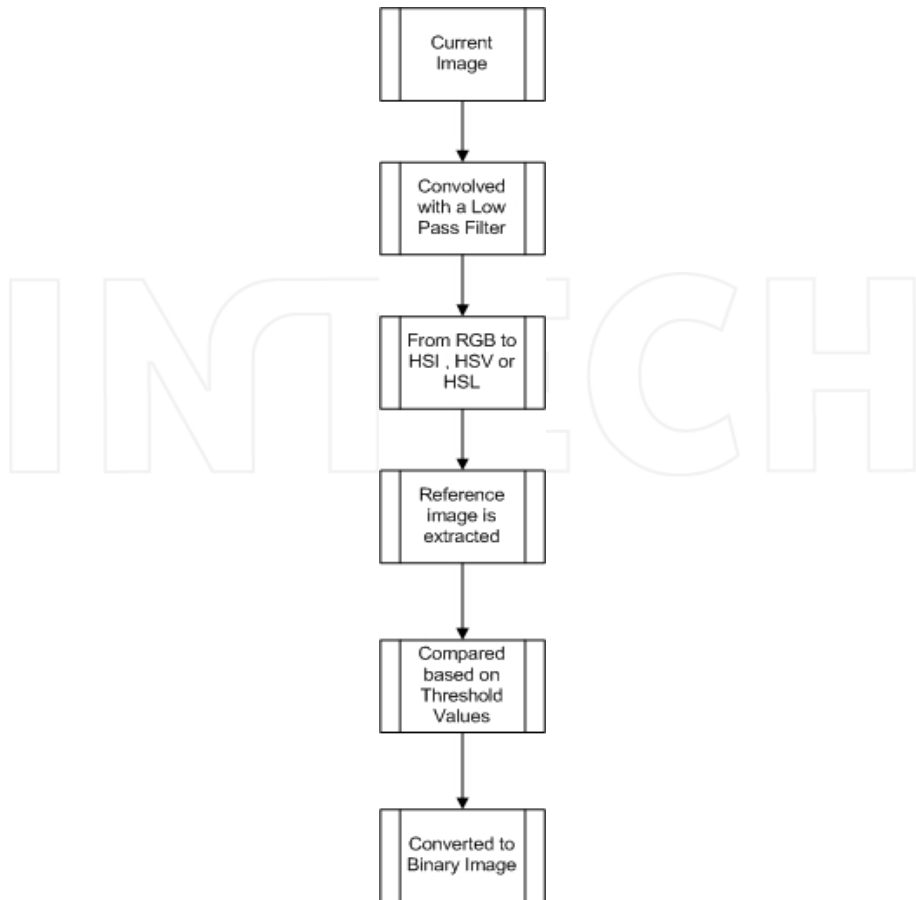 Current
Image
Convolved
with a Low
Pass Filter
INTECH
From RGB to
HSI , HSV or
HSL
Reference
image is
extracted
Compared
based on
Threshold
Values
Converted to
Binary Image